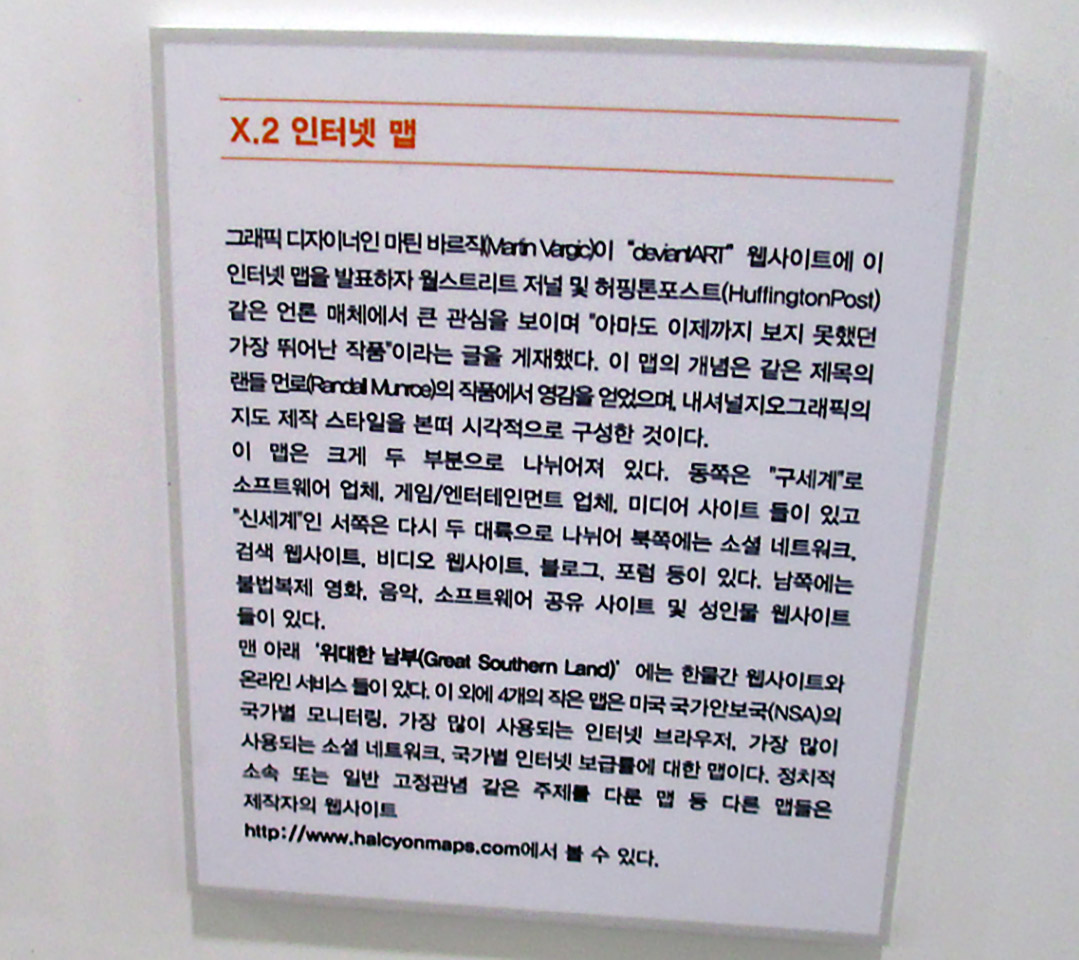 X.2 인터넷 맵
그래픽 디자이너인 마틴 바르직(Martin Vargic)이 "deviantART" 웹사이트에 이
인터넷 맵을 발표하자 월스트리트 저널 및 허핑톤포스트(HuffingtonPost)
같은 언론 매체에서 큰 관심을 보이며 "아마도 이제까지 보지 못했던
가장 뛰어난 작품"이라는 글을 게재했다. 이 맵의 개념은 같은 제목의
랜들 먼로(Randall Munroe)의 작품에서 영감을 얻었으며, 내셔널지오그래픽의
지도 제작 스타일을 본떠 시각적으로 구성한 것이다.
이 맵은 크게 두 부분으로 나뉘어져 있다. 동쪽은 "구세계"로
소프트웨어 업체, 게임/엔터테인먼트 업체, 미디어 사이트 들이 있고
"신세계"인 서쪽은 다시 두 대륙으로 나뉘어 북쪽에는 소셜 네트워크,
검색 웹사이트, 비디오 웹사이트, 블로그, 포럼 등이 있다. 남쪽에는
불법복제 영화, 음악, 소프트웨어 공유 사이트 및 성인물 웹사이트
들이 있다.
맨 아래 '위대한 남부(Great Southern Land)' 에는 한물간 웹사이트와
온라인 서비스 들이 있다. 이 외에 4개의 작은 맵은 미국 국가안보국(NSA)의
국가별 모니터링, 가장 많이 사용되는 인터넷 브라우저, 가장 많이
사용되는 소셜 네트워크, 국가별 인터넷 보급률에 대한 맵이다. 정치적
소속 또는 일반 고정관념 같은 주제를 다룬 맵 등 다른 맵들은
제작자의 웹사이트
http://www.halcyonmaps.com에서 볼 수 있다.